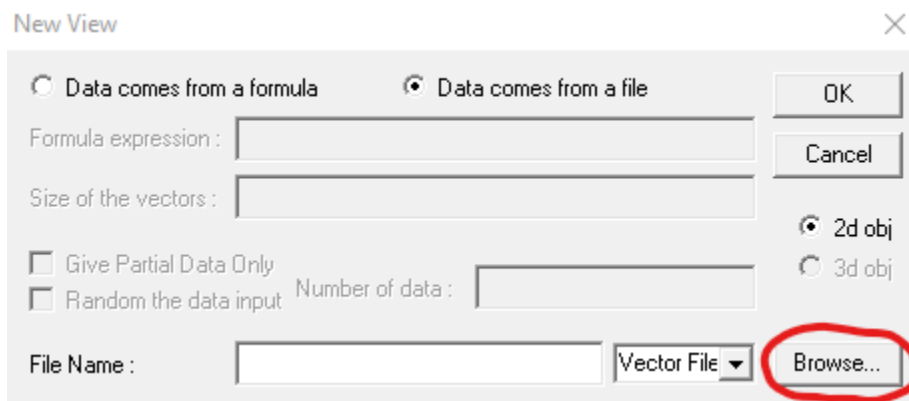 New View
Data comes from a formula Data comes from a file OK
Formula expression :
Cancel
Size of the vectors :
2d obj
Give Partial Data Only 3d obj
Random the data input Number of data :
File Name : Vector File Browse...